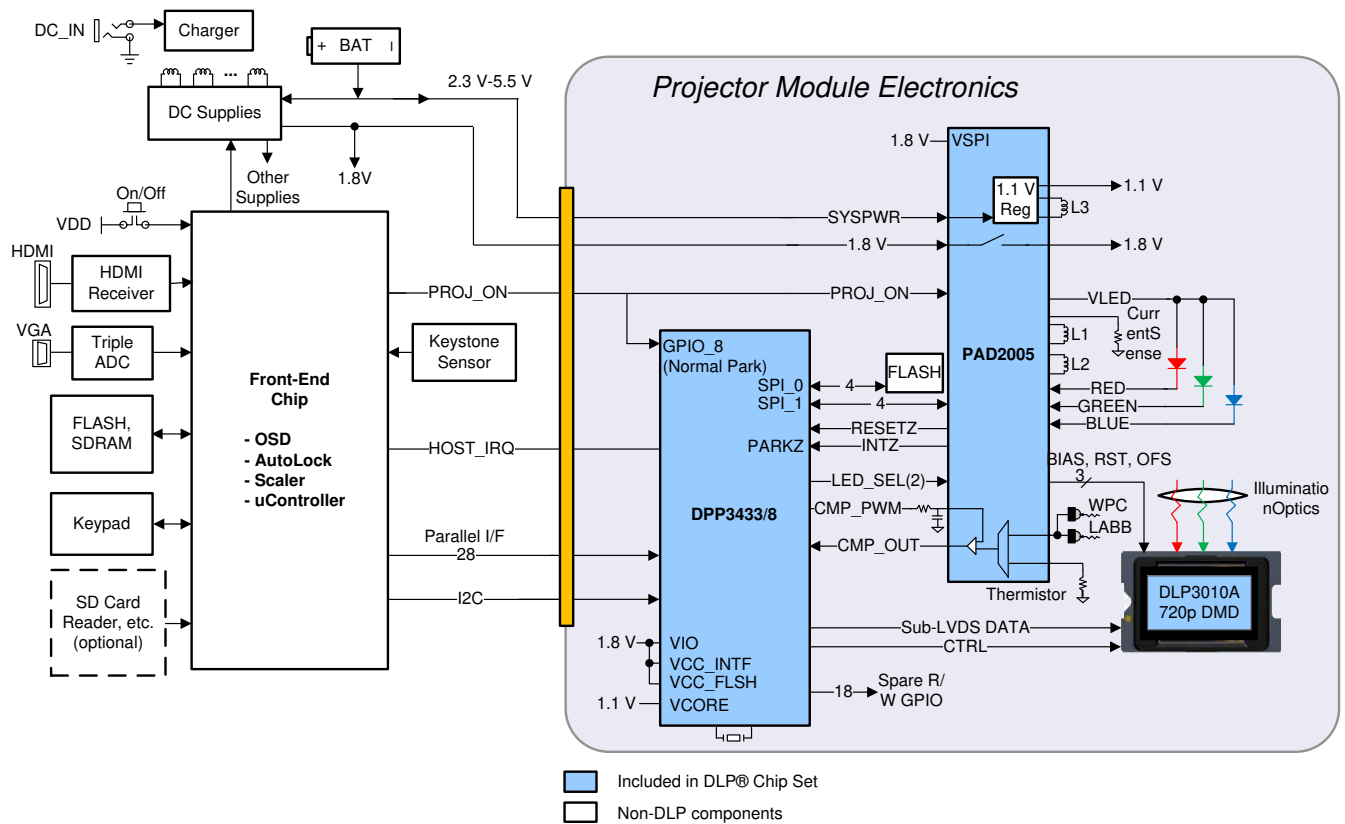 DC_IN
Charger
+ BAT I
···
2.3 V-5.5 V
DC Supplies
Other
Supplies
1.8V
On/Off
VDD
HDMI
HDMI
Receiver
VGA
Triple
ADC
FLASH,
SDRAM
Keypad
SD Card
Reader, etc.
(optional)
Front-End
Chip
- OSD
- AutoLock
- Scaler
- uController
PROJ_ON
Keystone
Sensor
HOST_IRQ
Parallel I/F
28
I2C
Projector Module Electronics
1.8 V
VSPI
1.1 V
Reg
1.1 V
L3
SYSPWR
1.8 V
1.8 V
PROJ_ON
VLED
Curr
entS
ense
L1
L2
PAD2005
RED
GREEN
BLUE
GPIO_8
(Normal Park)
SPI_0
4
FLASH
SPI_1
4
RESETZ
PARKZ
INTZ
LED_SEL(2)
DPP3433/8
CMP_PWM
CMP_OUT
BIAS, RST, OFS
3
WPC
LABB
Thermistor
Illuminatio
nOptics
DLP3010A
720p DMD
Sub-LVDS DATA
CTRL
1.8 V
VIO
VCC_INTF
VCC_FLSH
1.1 V
VCORE
18
Spare R/
W GPIO
Included in DLP® Chip Set
Non-DLP components